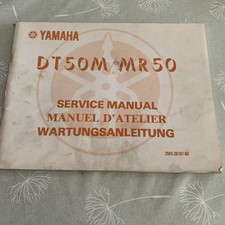 YAMAHA
DT50M/MR50
SERVICE MANUAL
MANUEL D'ATELIER
WARTUNGSANLEITUNG